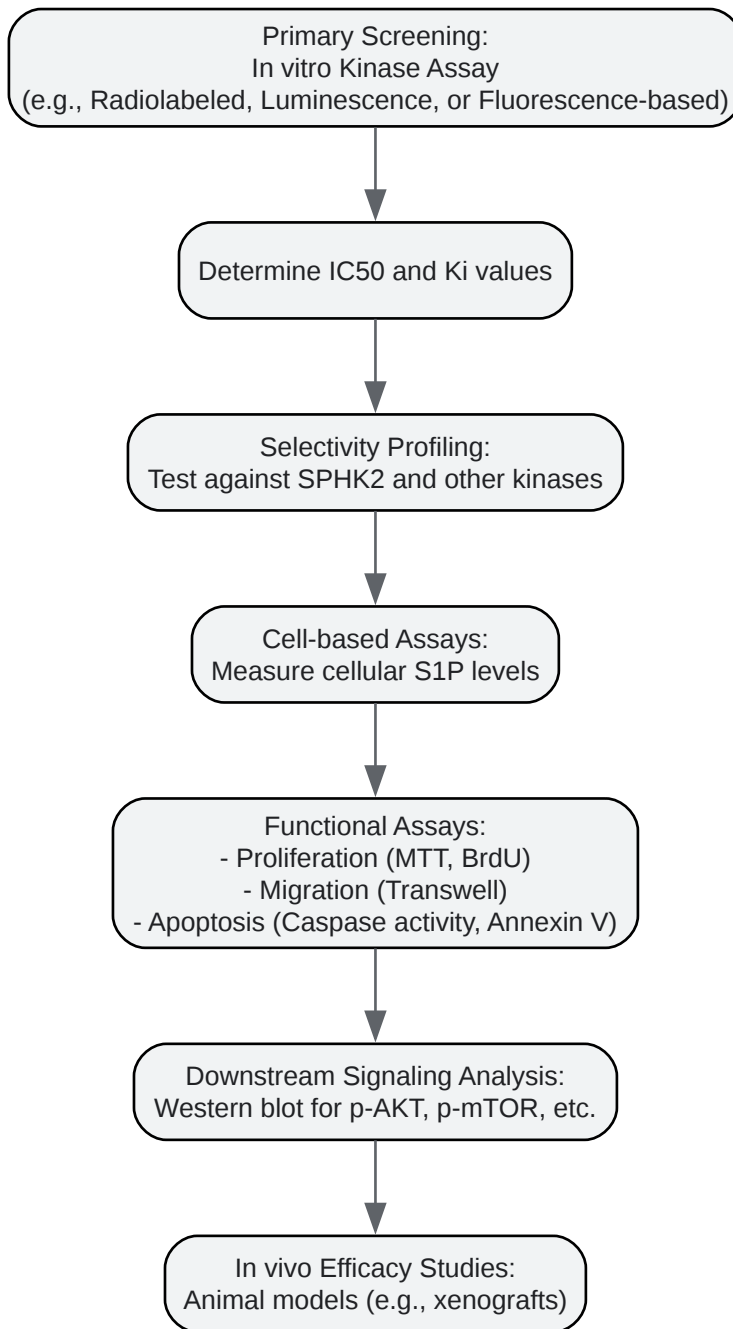 Primary Screening:
In vitro Kinase Assay
(e.g., Radiolabeled, Luminescence, or Fluorescence-based)
Determine IC50 and Ki values
Selectivity Profiling:
Test against SPHK2 and other kinases
Cell-based Assays:
Measure cellular S1P levels
Functional Assays:
- Proliferation (MTT, BrdU)
- Migration (Transwell)
- Apoptosis (Caspase activity, Annexin V)
Downstream Signaling Analysis:
Western blot for p-AKT, p-mTOR, etc.
In vivo Efficacy Studies:
Animal models (e.g., xenografts)